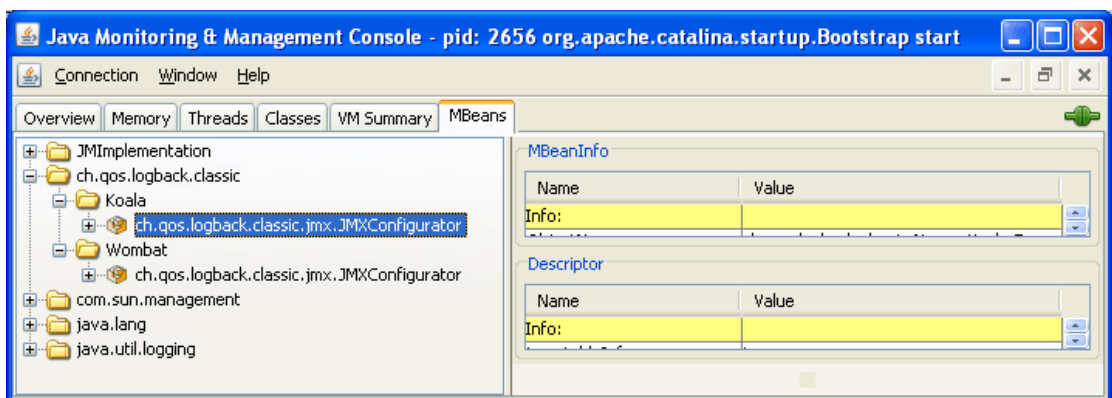 Java Monitoring & Management Console - pid: 2656 org.apache.catalina.startup.Bootstrap start
Connection Window Help
Overview Memory Threads Classes VM Summary MBeans
JMImplementation
ch.qos.logback.classic
Koala
ch.qos.logback.classic.jmx.JMXConfigurator
Wombat
ch.qos.logback.classic.jmx.JMXConfigurator
com.sun.management
java.lang
java.util.logging
MBeanInfo
Name Value
Info:
Descriptor
Name Value
Info: